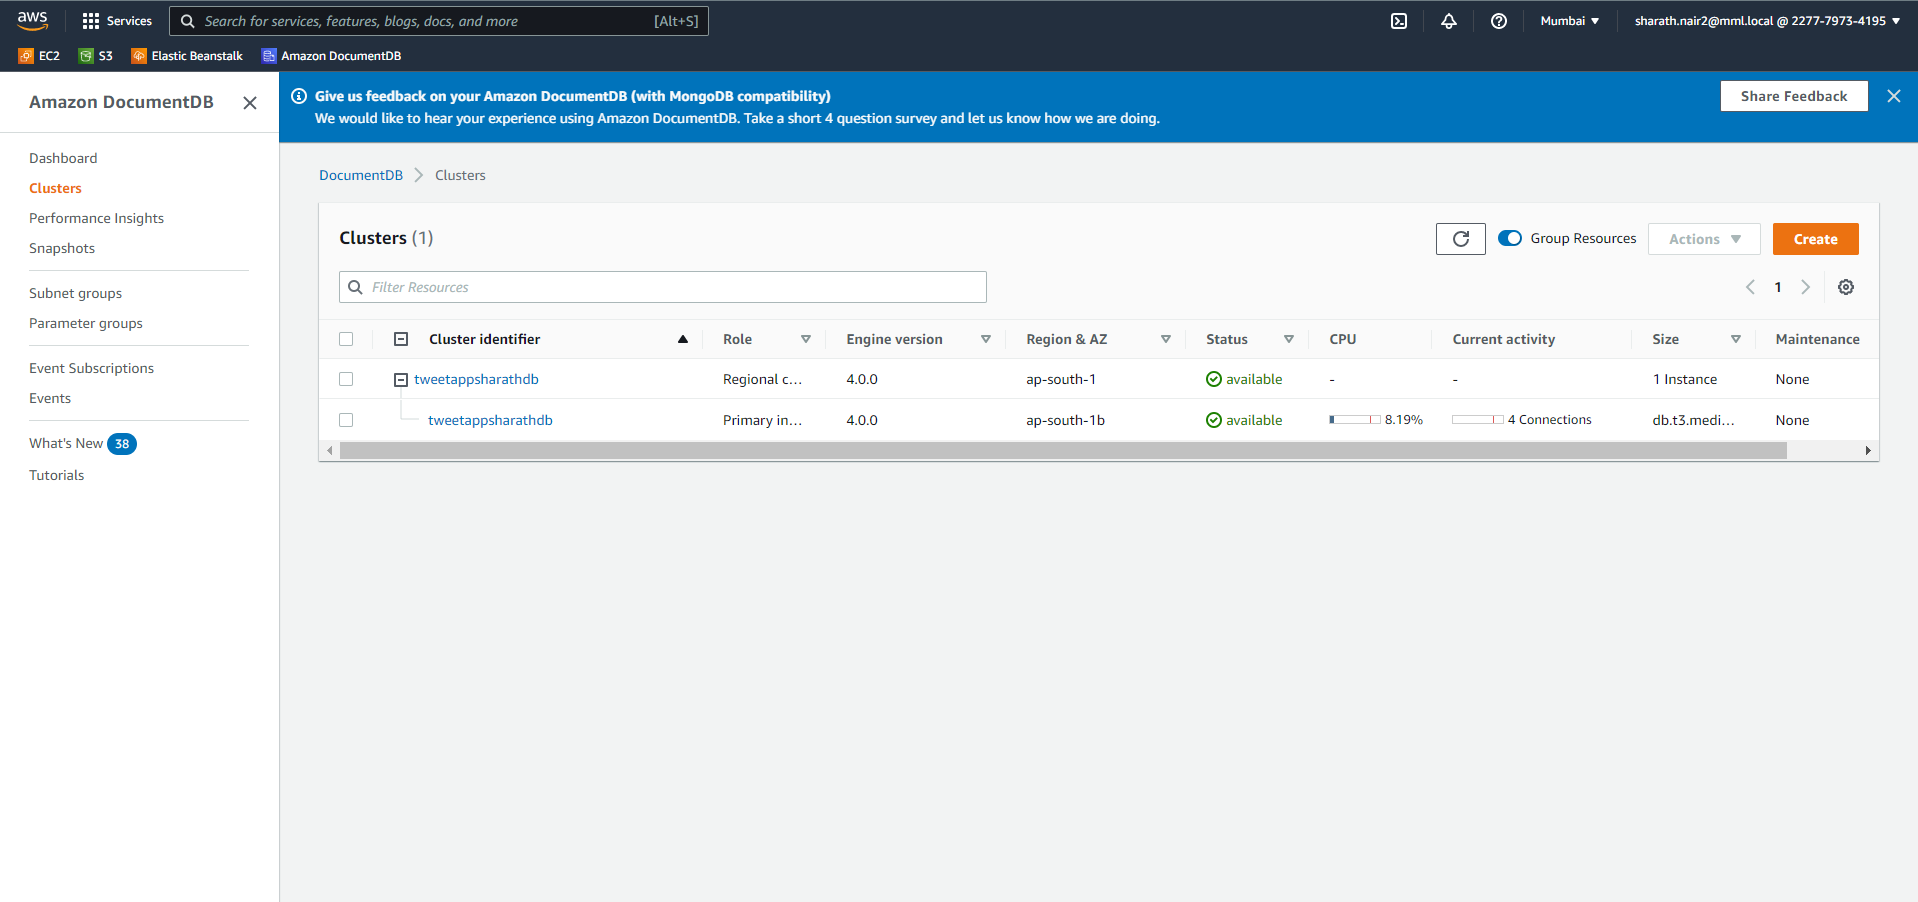 aws Services Search for services, features, blogs, docs, and more [Alt+S] Mumbai sharath.nair2@mml.local @ 2277-7973-4195
EC2 S3 Elastic Beanstalk Amazon DocumentDB
Amazon DocumentDB
Dashboard
Clusters
Performance Insights
Snapshots
Subnet groups
Parameter groups
Event Subscriptions
Events
What's New 38
Tutorials
Give us feedback on your Amazon DocumentDB (with MongoDB compatibility)
We would like to hear your experience using Amazon DocumentDB. Take a short 4 question survey and let us know how we are doing.
Share Feedback
DocumentDB Clusters
Clusters (1) Group Resources Actions Create
Filter Resources 1
Cluster identifier Role Engine version Region & AZ Status CPU Current activity Size Maintenance
tweetappsharathdb Regional c... 4.0.0 ap-south-1 available - - 1 Instance None
tweetappsharathdb Primary in... 4.0.0 ap-south-1b available 8.19% 4 Connections db.t3.medi... None